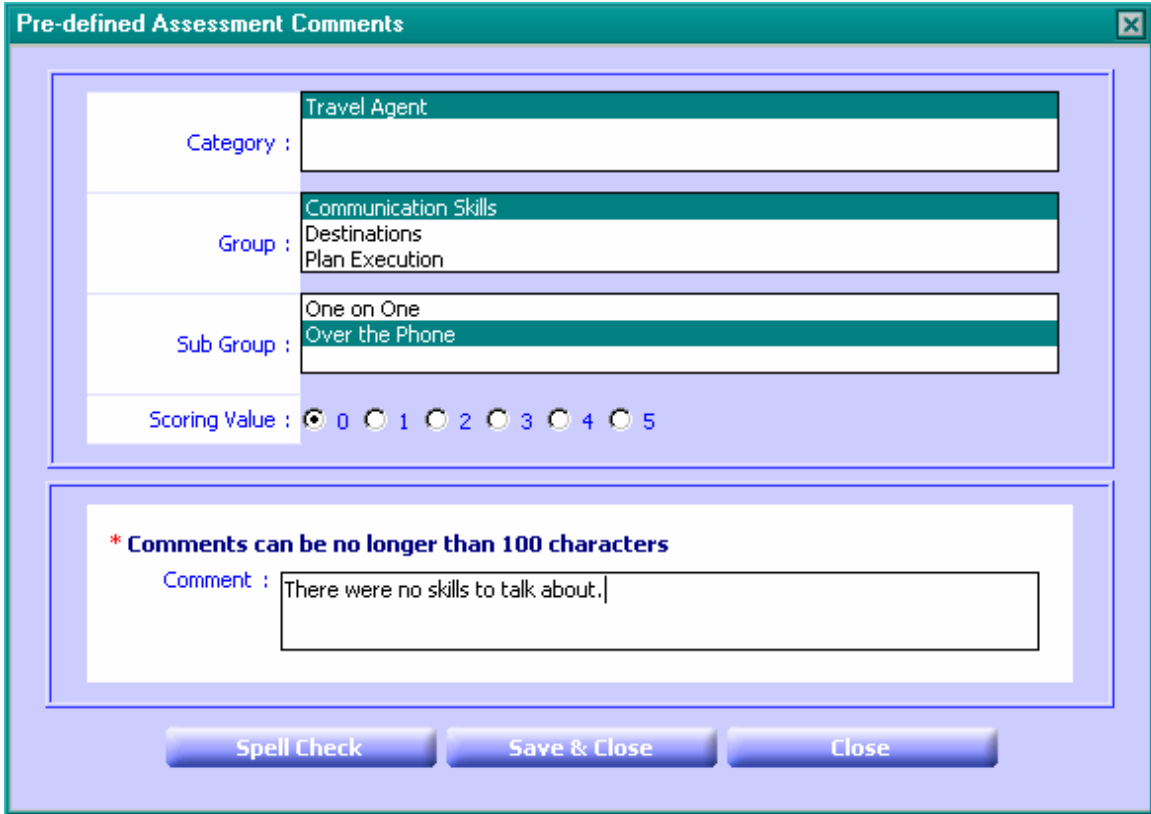 Pre-defined Assessment Comments
Category :
Travel Agent
Group :
Communication Skills
Destinations
Plan Execution
Sub Group :
One on One
Over the Phone
Scoring Value : 0 1 2 3 4 5
* Comments can be no longer than 100 characters
Comment : There were no skills to talk about.
Spell Check Save & Close Close